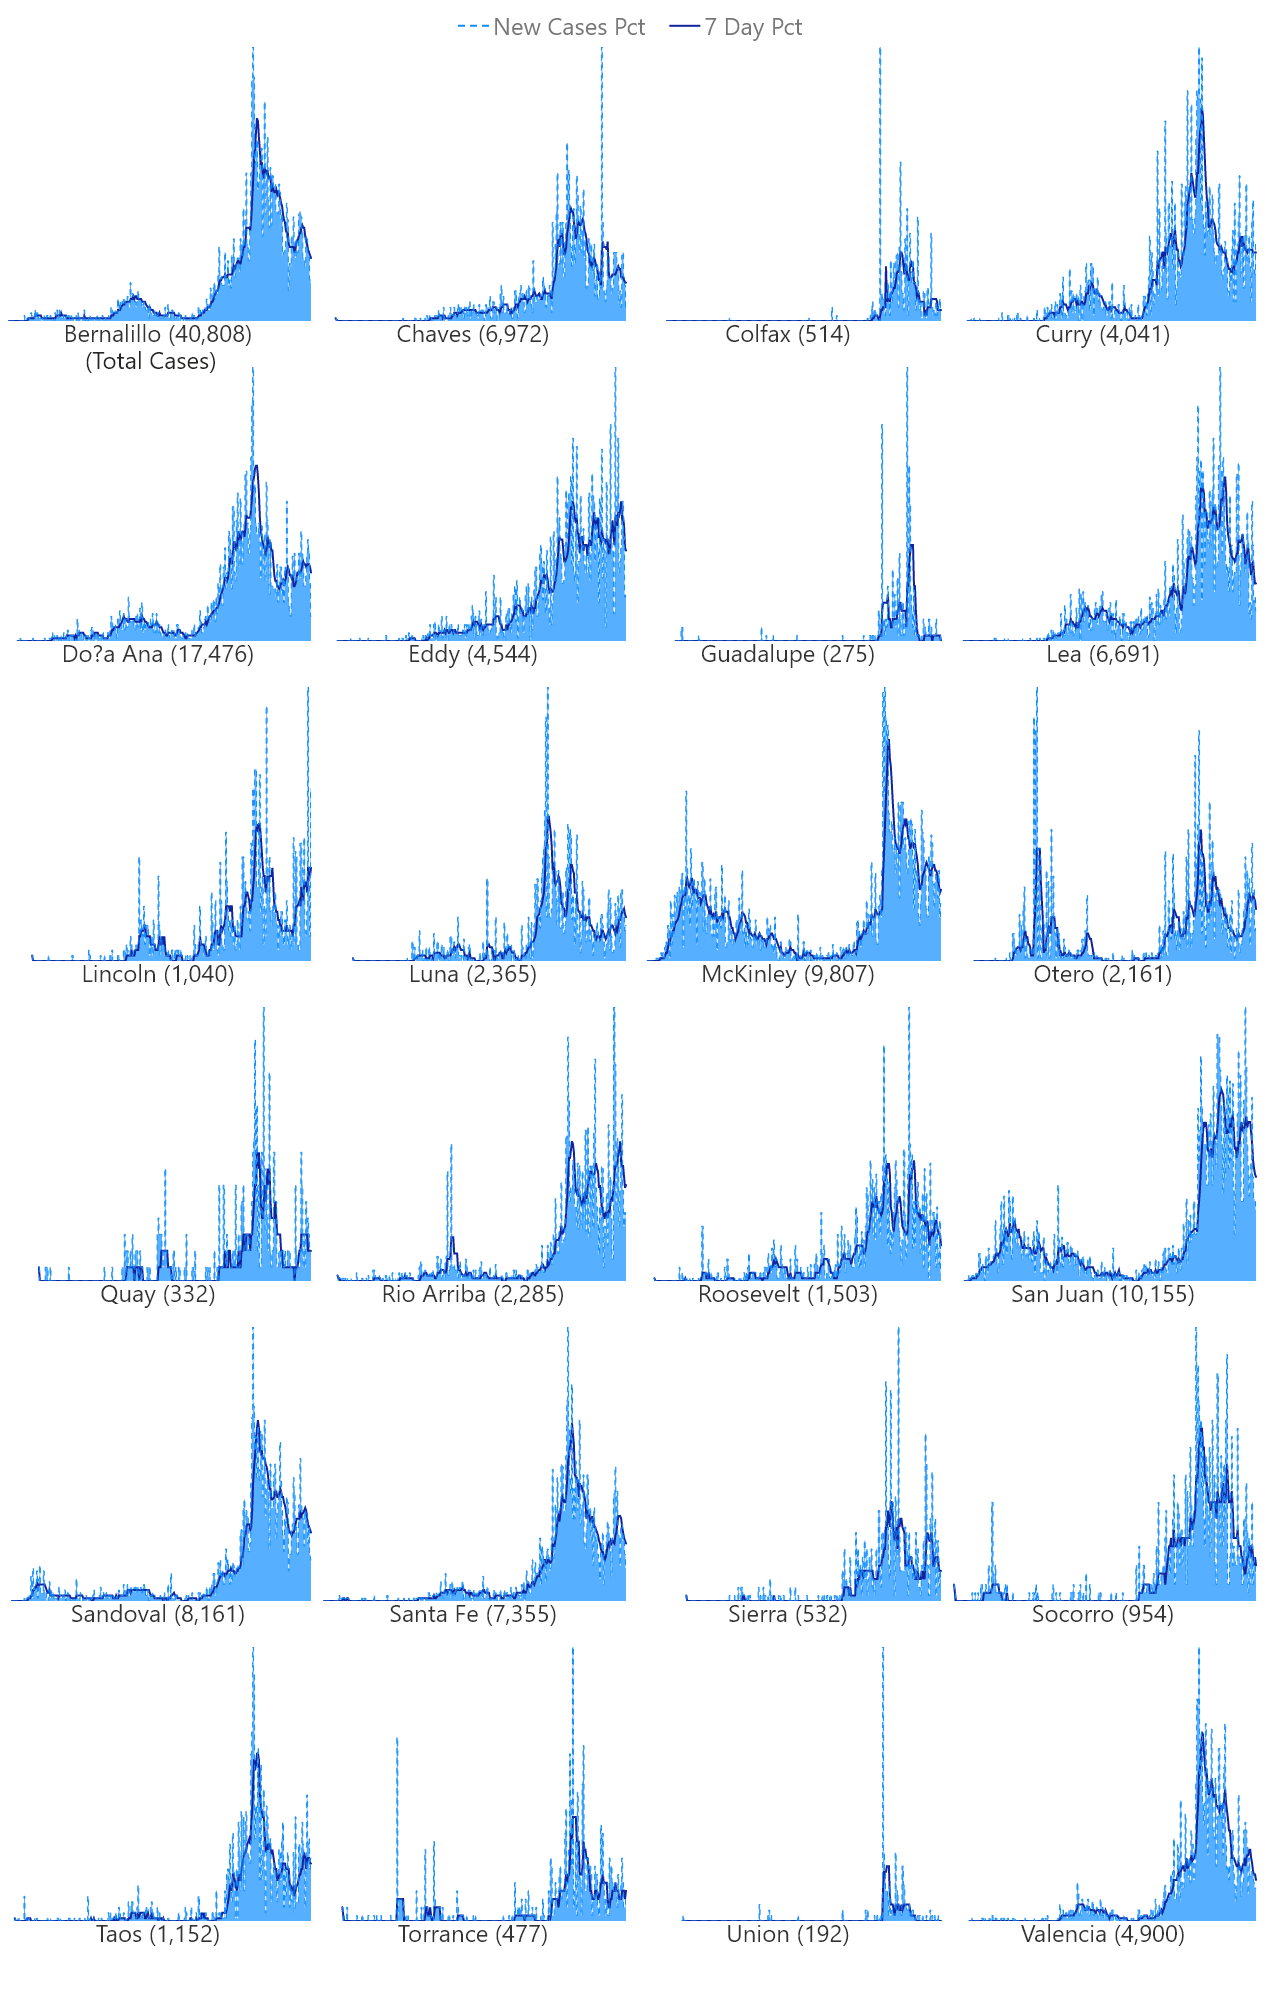 New Cases Pct 7 Day Pct
Bernalillo (40,808) Chaves (6,972) Colfax (514) Curry (4,041)
(Total Cases)
Do?a Ana (17,476) Eddy (4,544) Guadalupe (275) Lea (6,691)
Lincoln (1,040) Luna (2,365) McKinley (9,807) Otero (2,161)
Quay (332) Rio Arriba (2,285) Roosevelt (1,503) San Juan (10,155)
Sandoval (8,161) Santa Fe (7,355) Sierra (532) Socorro (954)
Taos (1,152) Torrance (477) Union (192) Valencia (4,900)